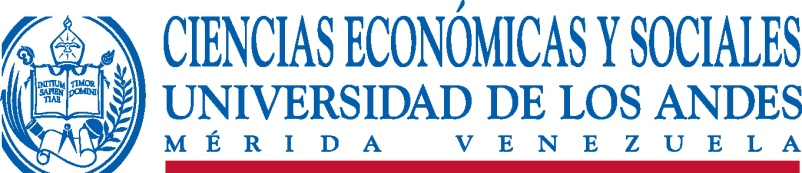 INITIUM
SAPIEN
TIAE
TIMOR
DOMINI
CIENCIAS ECONÓMICAS Y SOCIALES
UNIVERSIDAD DE LOS ANDES
MÉRIDA VENEZUELA